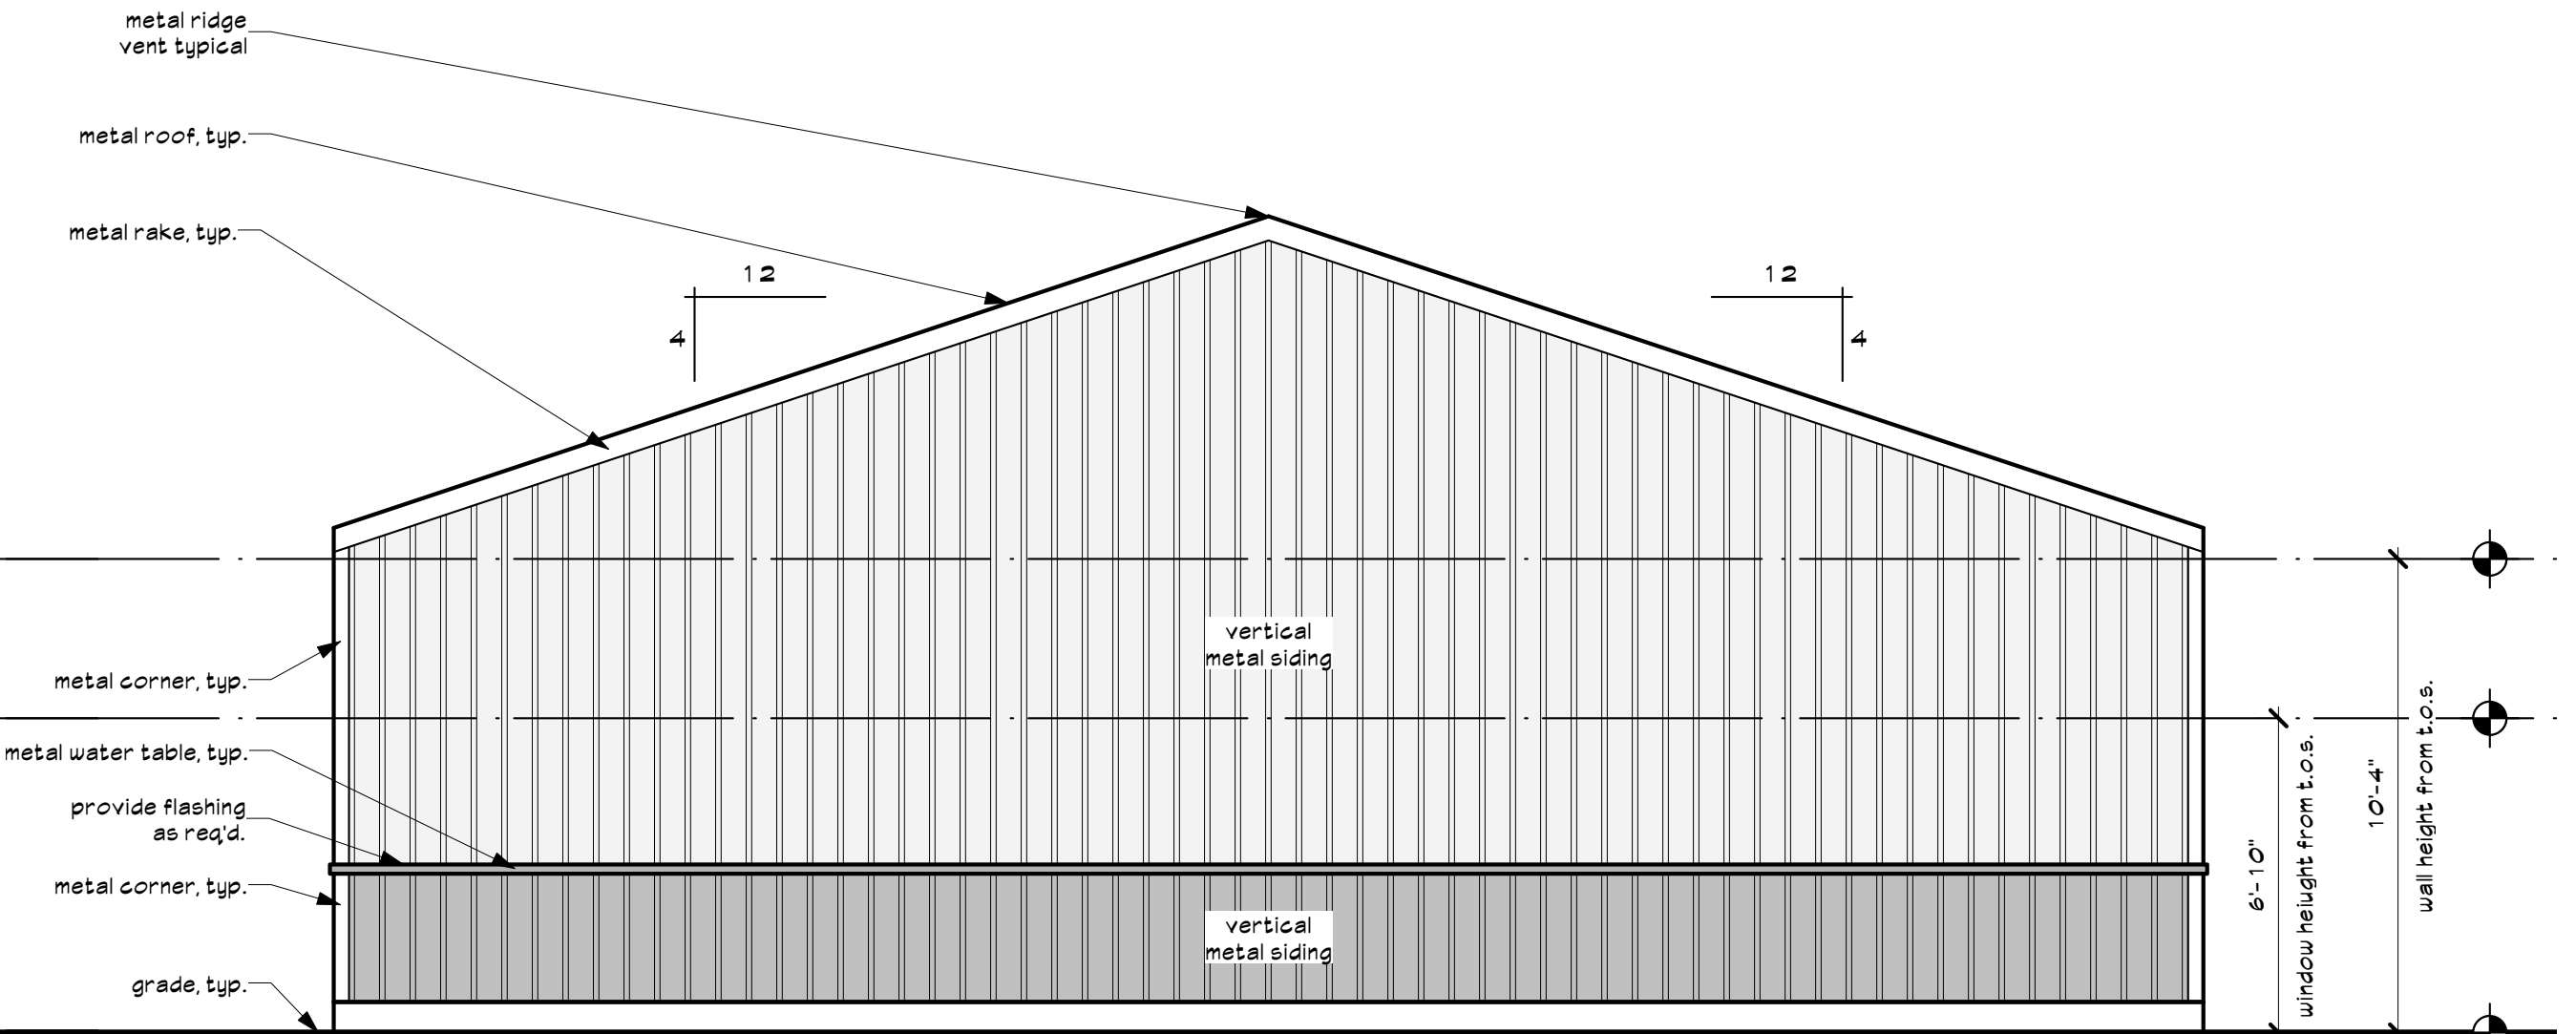 metal ridge
vent typical
metal roof, typ.
metal rake, typ.
12
4
12
4
metal corner, typ.
vertical
metal siding
metal water table, typ.
provide flashing
as req'd.
metal corner, typ.
vertical
metal siding
grade, typ.
6'-10"
window heiught from t.o.s.
10'-4"
wall height from t.o.s.